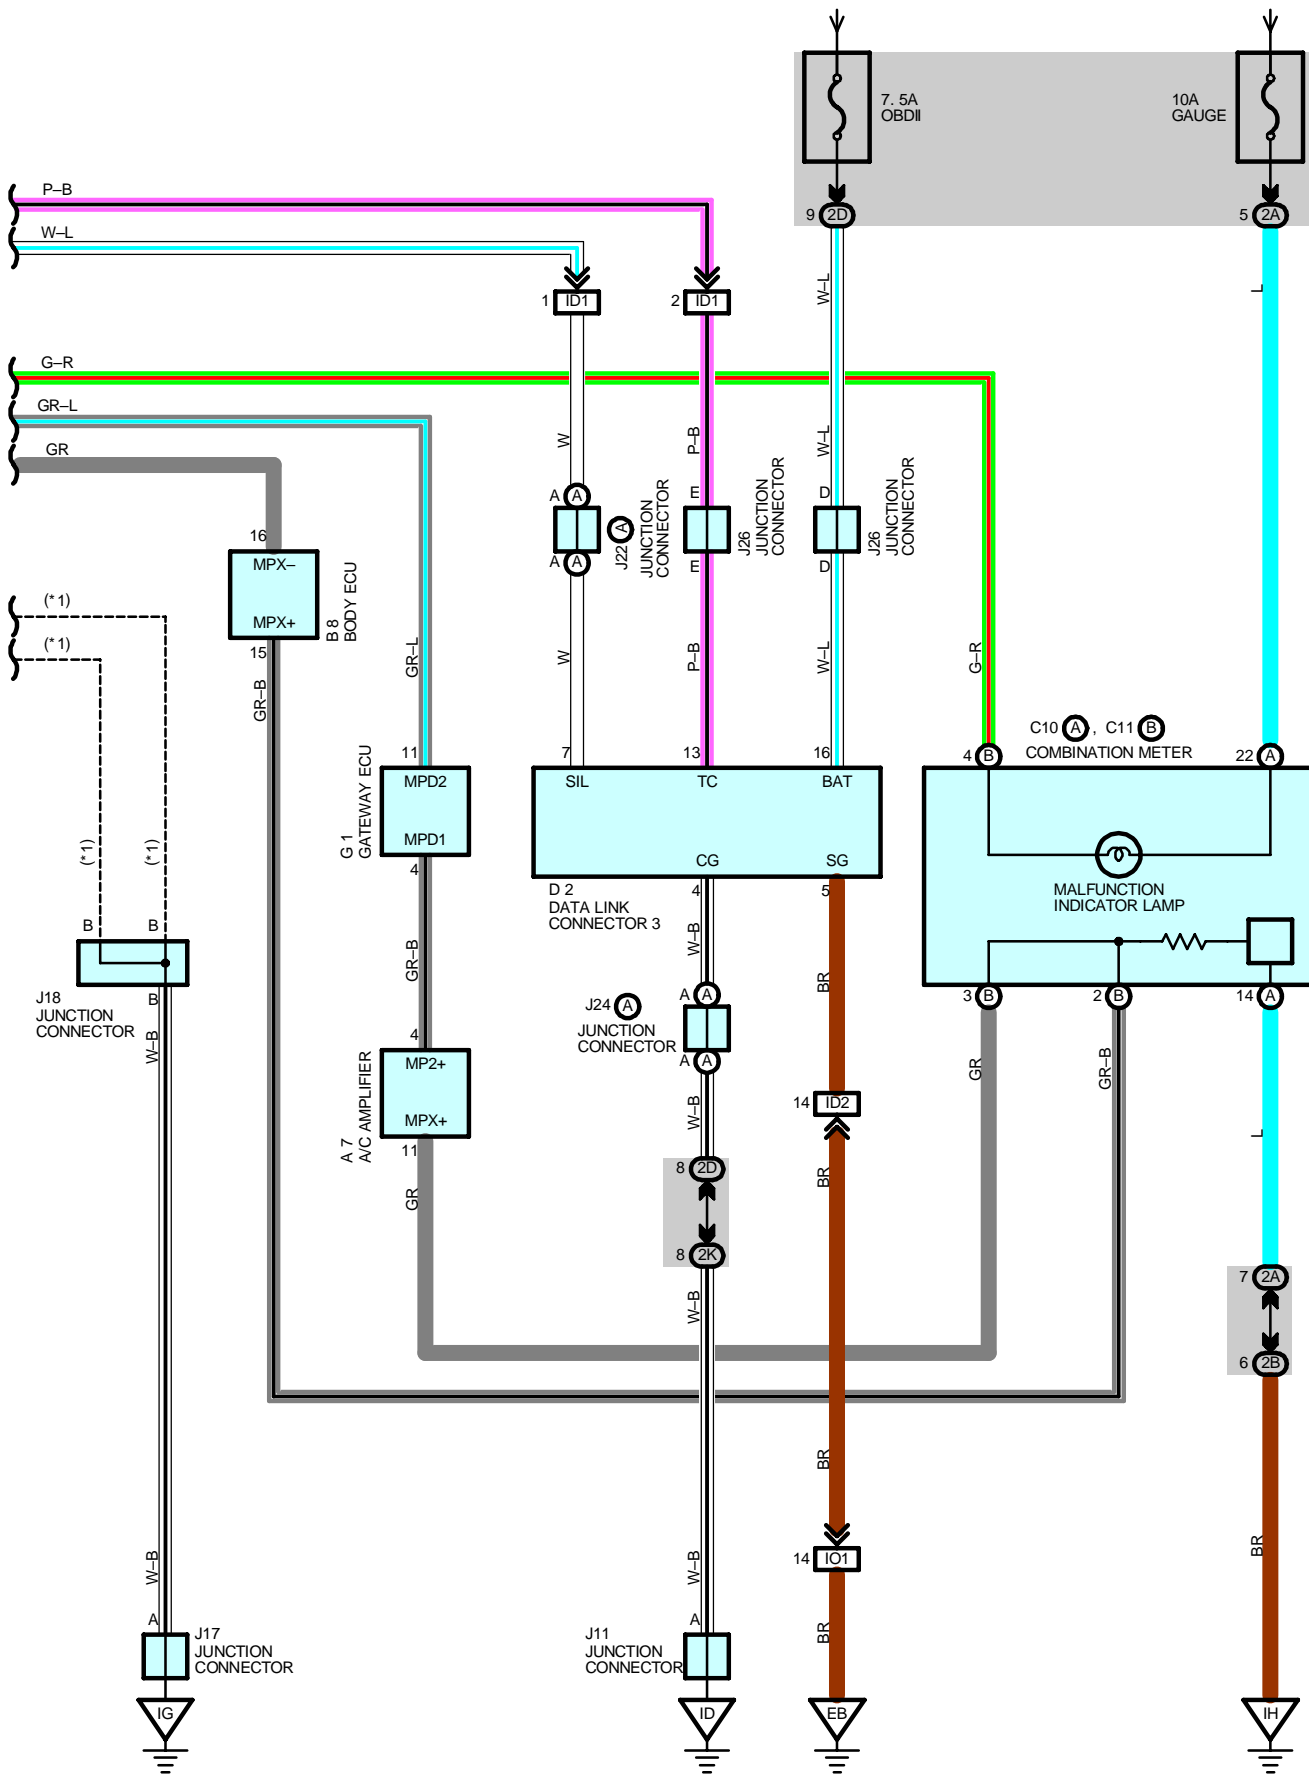 7. 5A
OBDII
10A
GAUGE
P–B
9 2D
5 2A
W–L
1 ID1
2 ID1
W–L
L
G–R
GR–L
GR
W
P–B
W–L
A A
E
D
J22 A
JUNCTION
CONNECTOR
J26
JUNCTION
CONNECTOR
J26
JUNCTION
CONNECTOR
A A
E
D
16
MPX–
MPX+
15
B 8
BODY ECU
(*1)
(*1)
GR–B
GR–L
W
P–B
W–L
G–R
C10 A , C11 B
COMBINATION METER
11
7
13
16
4 B
22 A
G 1
GATEWAY ECU
MPD2
MPD1
4
SIL
TC
BAT
CG
SG
4
5
D 2
DATA LINK
CONNECTOR 3
MALFUNCTION
INDICATOR LAMP
(*1)
(*1)
B
B
J18
JUNCTION
CONNECTOR
B
W–B
GR–B
W–B
BR
3 B
2 B
14 A
4
MP2+
MPX+
11
A 7
A/C AMPLIFIER
J24 A
JUNCTION
CONNECTOR
A A
A A
GR
GR–B
14 ID2
W–B
L
8 2D
BR
GR
8 2K
7 2A
W–B
6 2B
BR
BR
14 IO1
W–B
W–B
A
J17
JUNCTION
CONNECTOR
A
J11
JUNCTION
CONNECTOR
BR
IG
ID
EB
IH